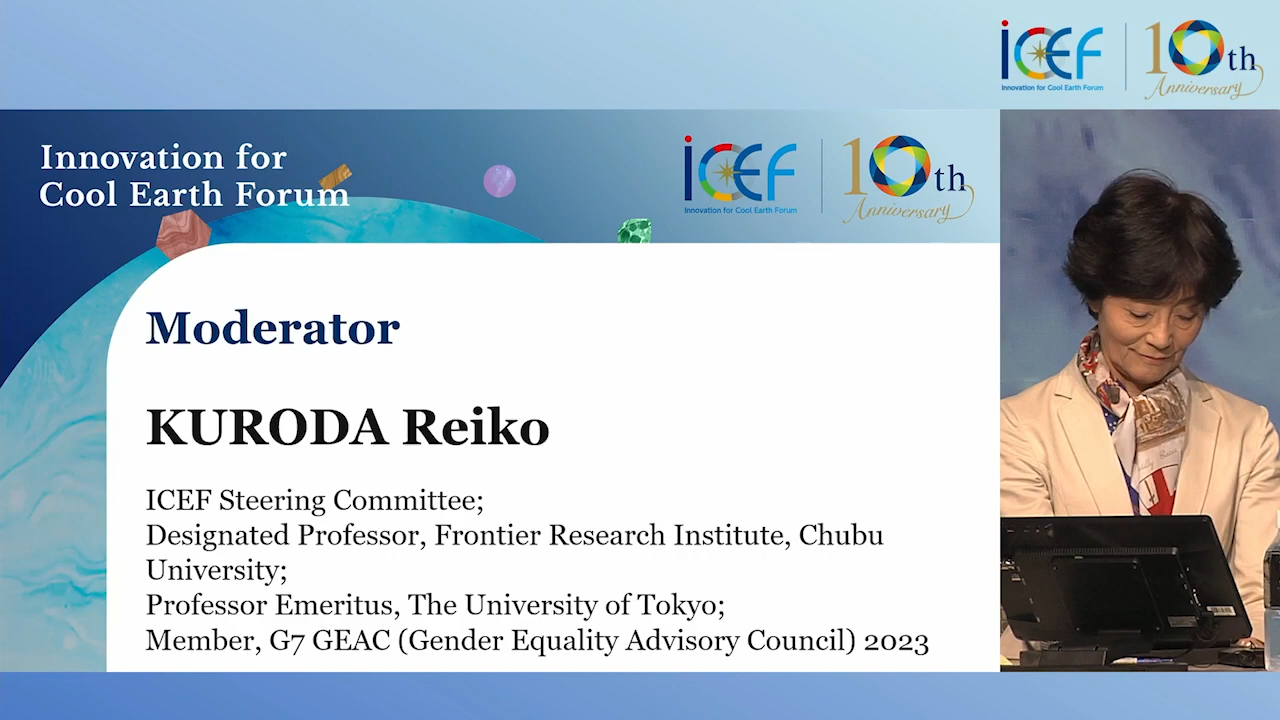 ICEF
Innovation for Cool Earth Forum
10th
Anniversary
Innovation for
Cool Earth Forum
ICEF
Innovation for Cool Earth Forum
10th
Anniversary
Moderator
KURODA Reiko
ICEF Steering Committee;
Designated Professor, Frontier Research Institute, Chubu
University;
Professor Emeritus, The University of Tokyo;
Member, G7 GEAC (Gender Equality Advisory Council) 2023